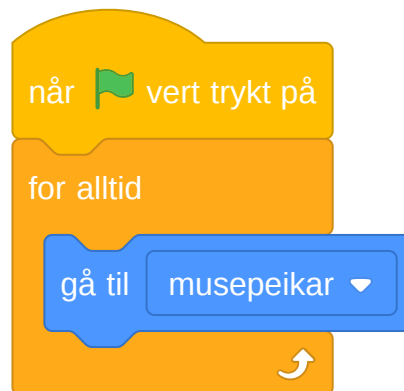 når vert trykt på
for alltid
gå til musepeikar